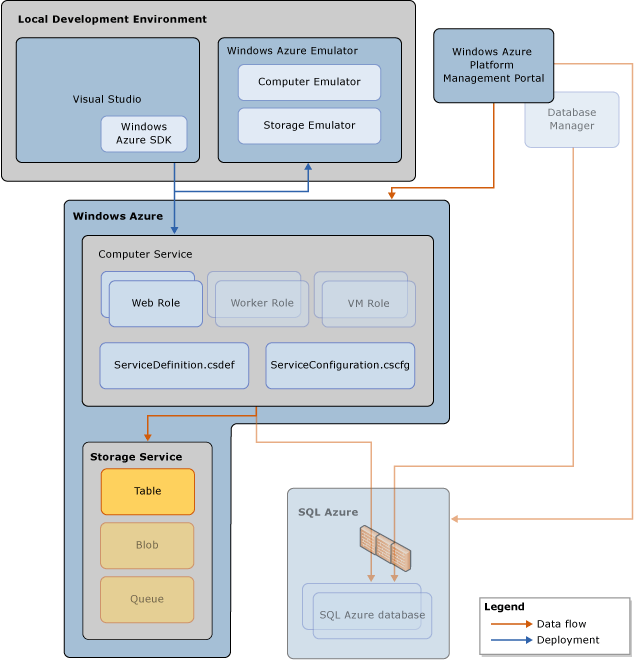 Local Development Environment
Visual Studio
Windows
Azure SDK
Windows Azure Emulator
Computer Emulator
Storage Emulator
Windows Azure
Platform
Management Portal
Database
Manager
Windows Azure
Computer Service
Web Role
Worker Role
VM Role
ServiceDefinition.csdef
ServiceConfiguration.cscfg
Storage Service
Table
Blob
Queue
SQL Azure
SQL Azure database
Legend
Data flow
Deployment